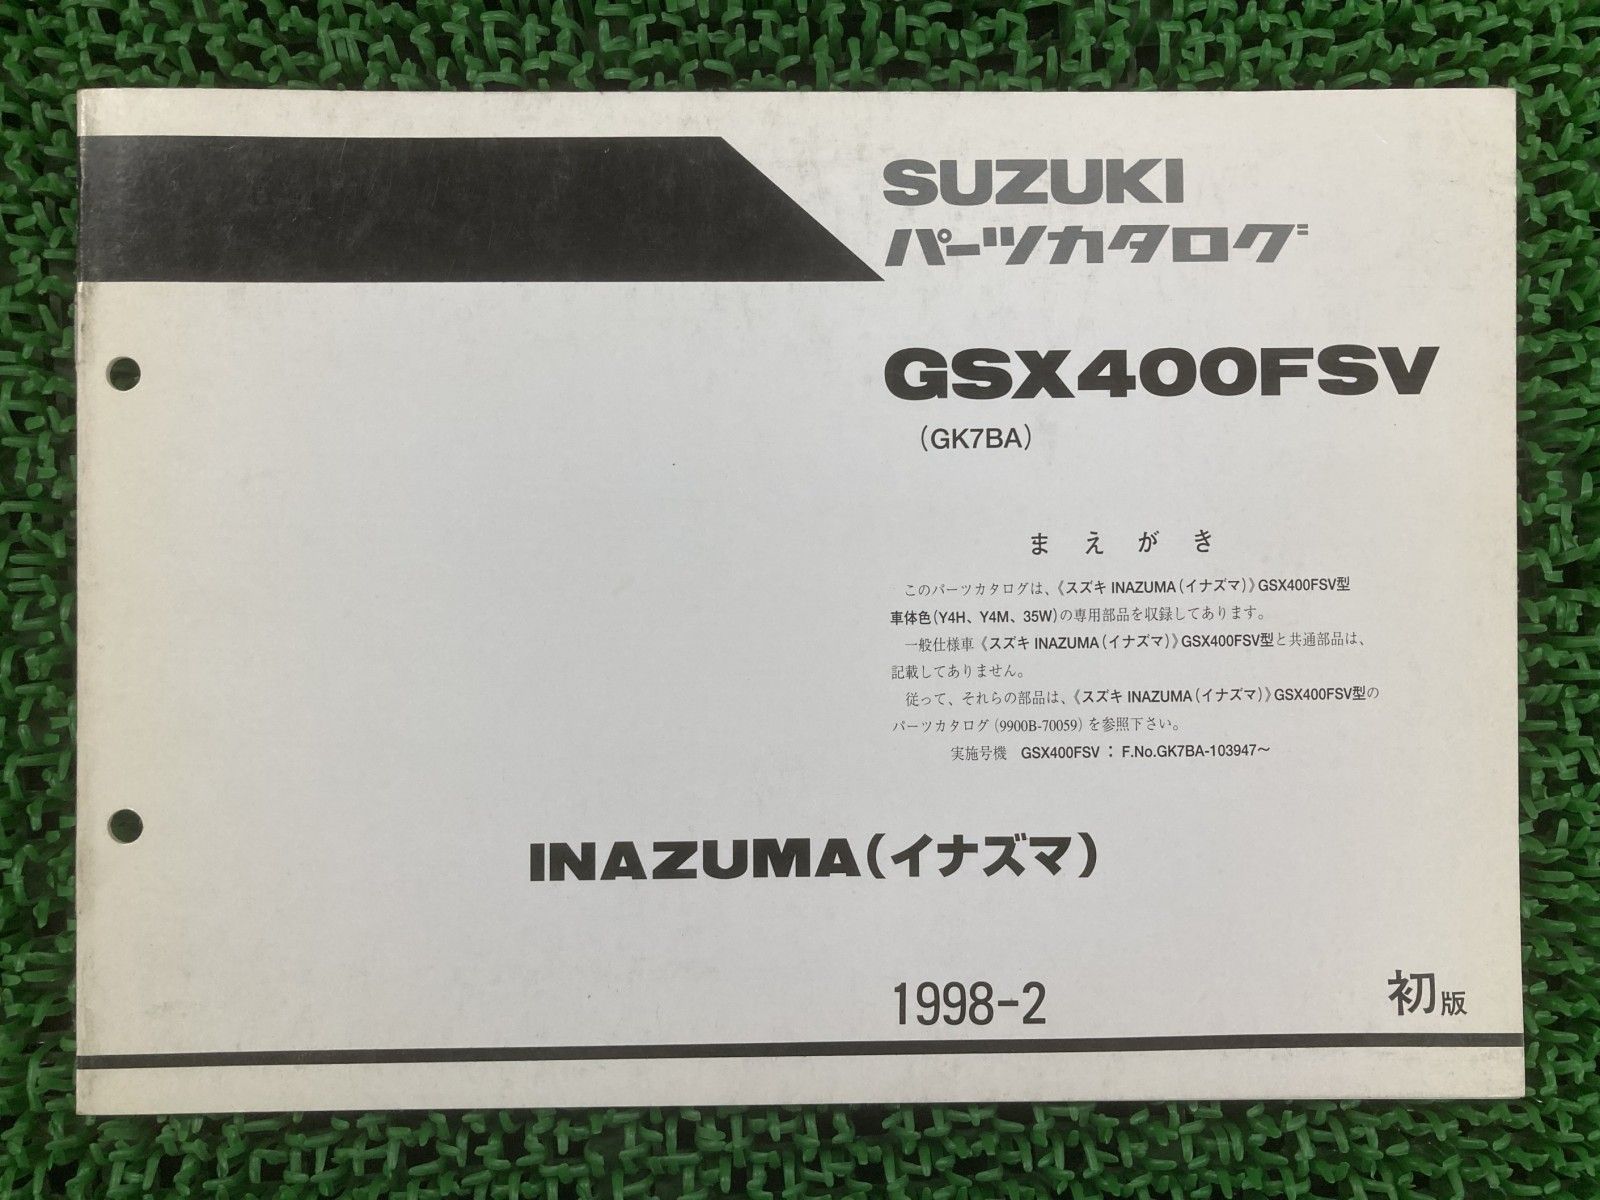 SUZUKI
パーツカタログ
GSX400FSV
(GK7BA)
まえがき
このパーツカタログは、《スズキ INAZUMA(イナズマ)》GSX400FSV型
車体色(Y4H、Y4M、35W)の専用部品を収録してあります。
一般仕様車《スズキ INAZUMA(イナズマ)》GSX400FSV型と共通部品は、
記載してありません。
従って、それらの部品は、《スズキ INAZUMA(イナズマ)》GSX400FSV型の
パーツカタログ(9900B-70059)を参照下さい。
実施号機 GSX400FSV:F.No.GK7BA-103947〜
INAZUMA(イナズマ)
1998-2
初版